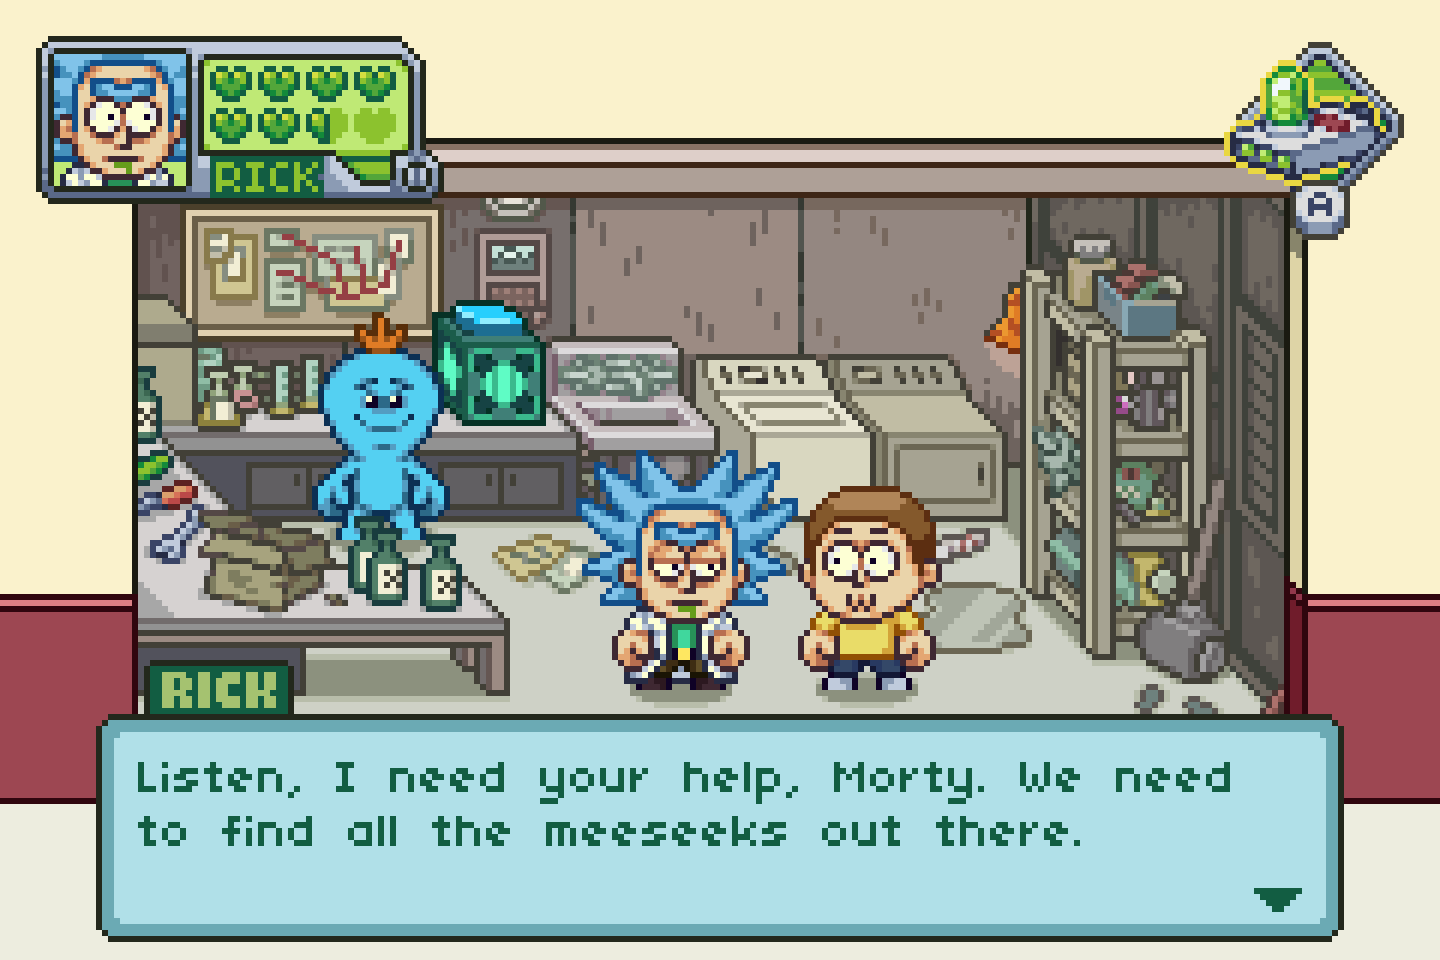 RICK
A
RICK
Listen, I need your help, Morty. We need
to find all the meeseeks out there.